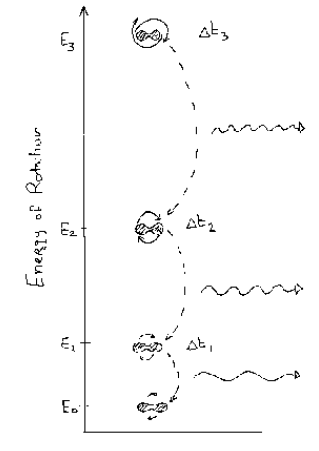 E₃
Δt₃
Energy of Rotation
E₂
Δt₂
E₁
Δt₁
E₀